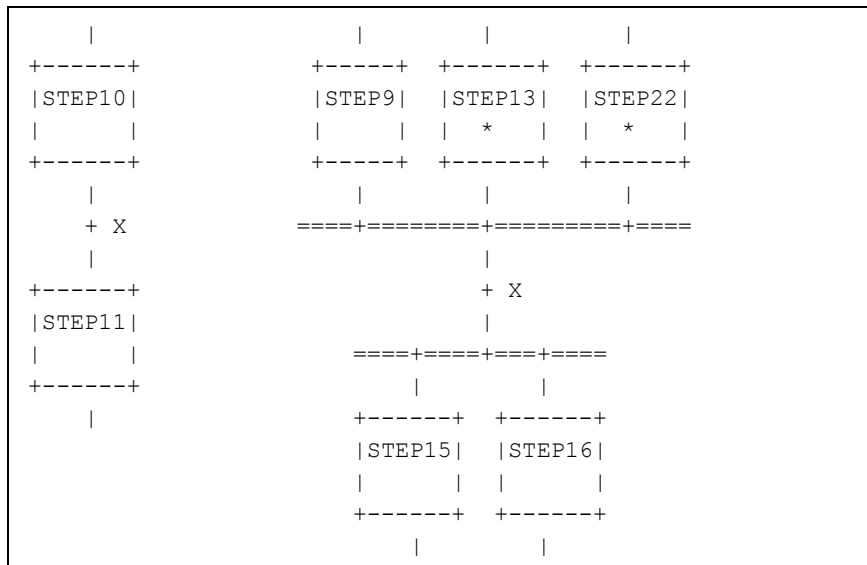 |                   |        |         |
+------+            +-----+  +------+  +------+
|STEP10|            |STEP9|  |STEP13|  |STEP22|
|      |            |     |  |  *   |  |  *   |
+------+            +-----+  +------+  +------+
    |                  |        |         |
    + X            ====+========+=========+====
    |                           |
+------+                        + X
|STEP11|                        |
|      |               ====+====+===+====
+------+                   |        |
    |                  +------+  +------+
                       |STEP15|  |STEP16|
                       |      |  |      |
                       +------+  +------+
                           |        |